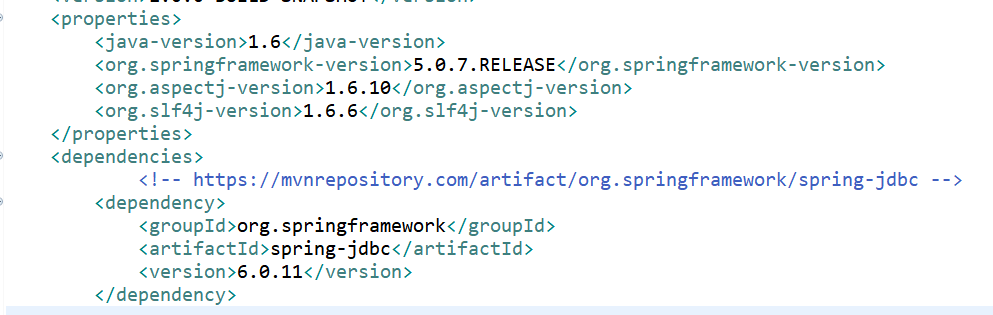 <properties>
<java-version>1.6</java-version>
<org.springframework-version>5.0.7.RELEASE</org.springframework-version>
<org.aspectj-version>1.6.10</org.aspectj-version>
<org.slf4j-version>1.6.6</org.slf4j-version>
</properties>
<dependencies>
<!-- https://mvnrepository.com/artifact/org.springframework/spring-jdbc -->
<dependency>
<groupId>org.springframework</groupId>
<artifactId>spring-jdbc</artifactId>
<version>6.0.11</version>
</dependency>